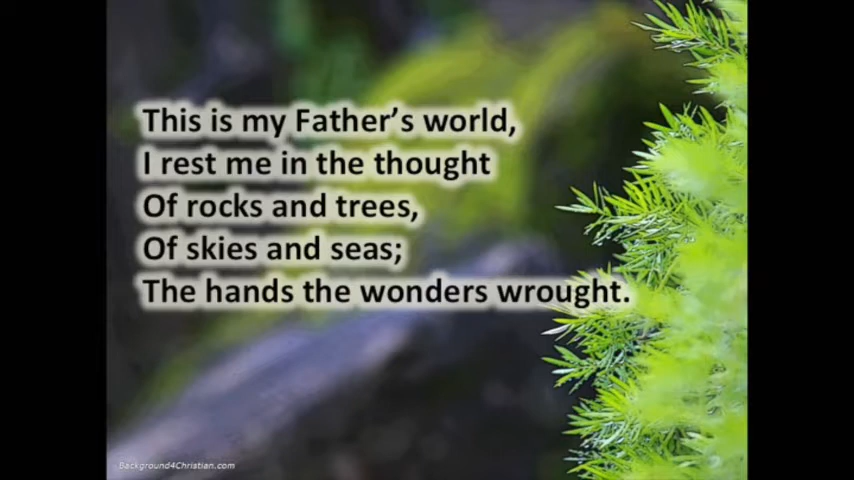 This is my Father’s world,
I rest me in the thought
Of rocks and trees,
Of skies and seas;
The hands the wonders wrought.
Background4Christian.com